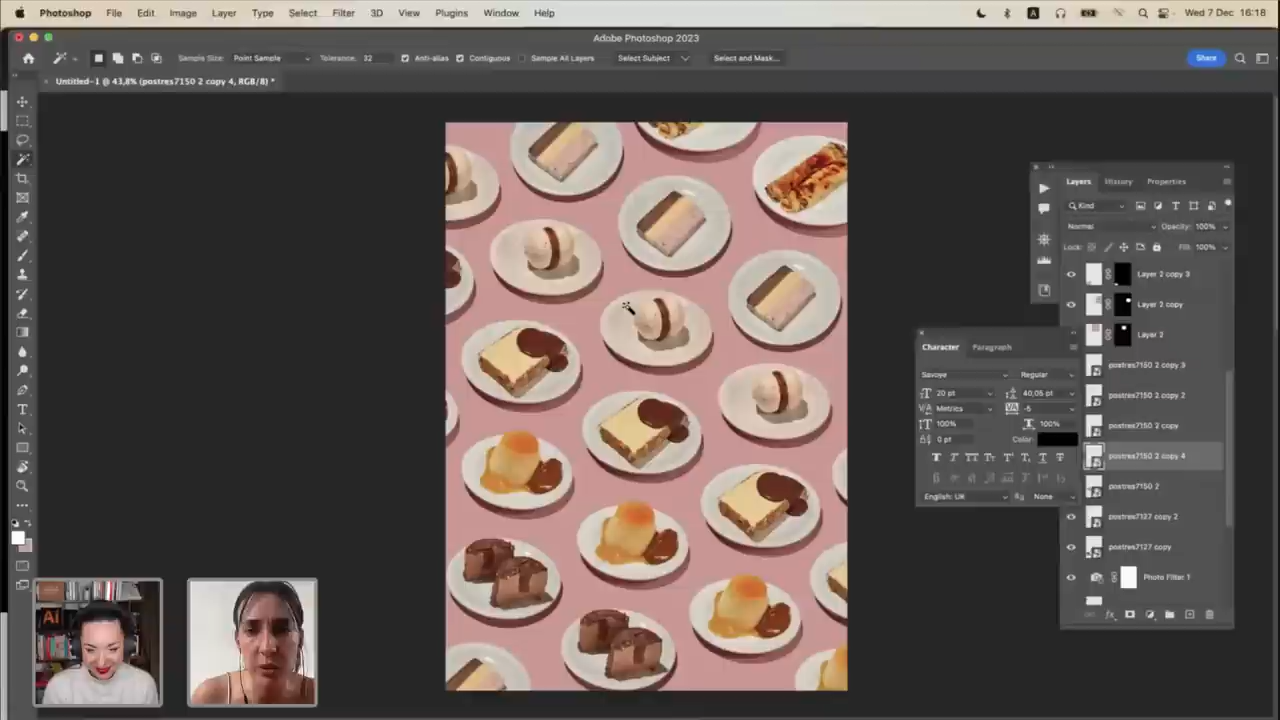 Photoshop File Edit Image Layer Type Select Filter 3D View Plugins Window Help A Wed 7 Dec 16:18
Adobe Photoshop 2023
Sample Size: Point Sample Tolerance: 32 Anti-alias Contiguous Sample All Layers Select Subject Select and Mask... Share
Untitled-1 @ 43,8% (postres7150 2 copy 4, RGB/8) *
Layers History Properties
Kind
Normal Opacity: 100%
Lock: Fill: 100%
Layer 2 copy 3
Layer 2 copy
Layer 2
postres7150 2 copy 3
postres7150 2 copy 2
postres7150 2 copy
postres7150 2 copy 4
postres7150 2
postres7127 copy 2
postres7127 copy
Photo Filter 1
Character Paragraph
Savoye Regular
20 pt 40,05 pt
Metrics -5
100% 100%
0 pt Color:
English: UK None
Ai